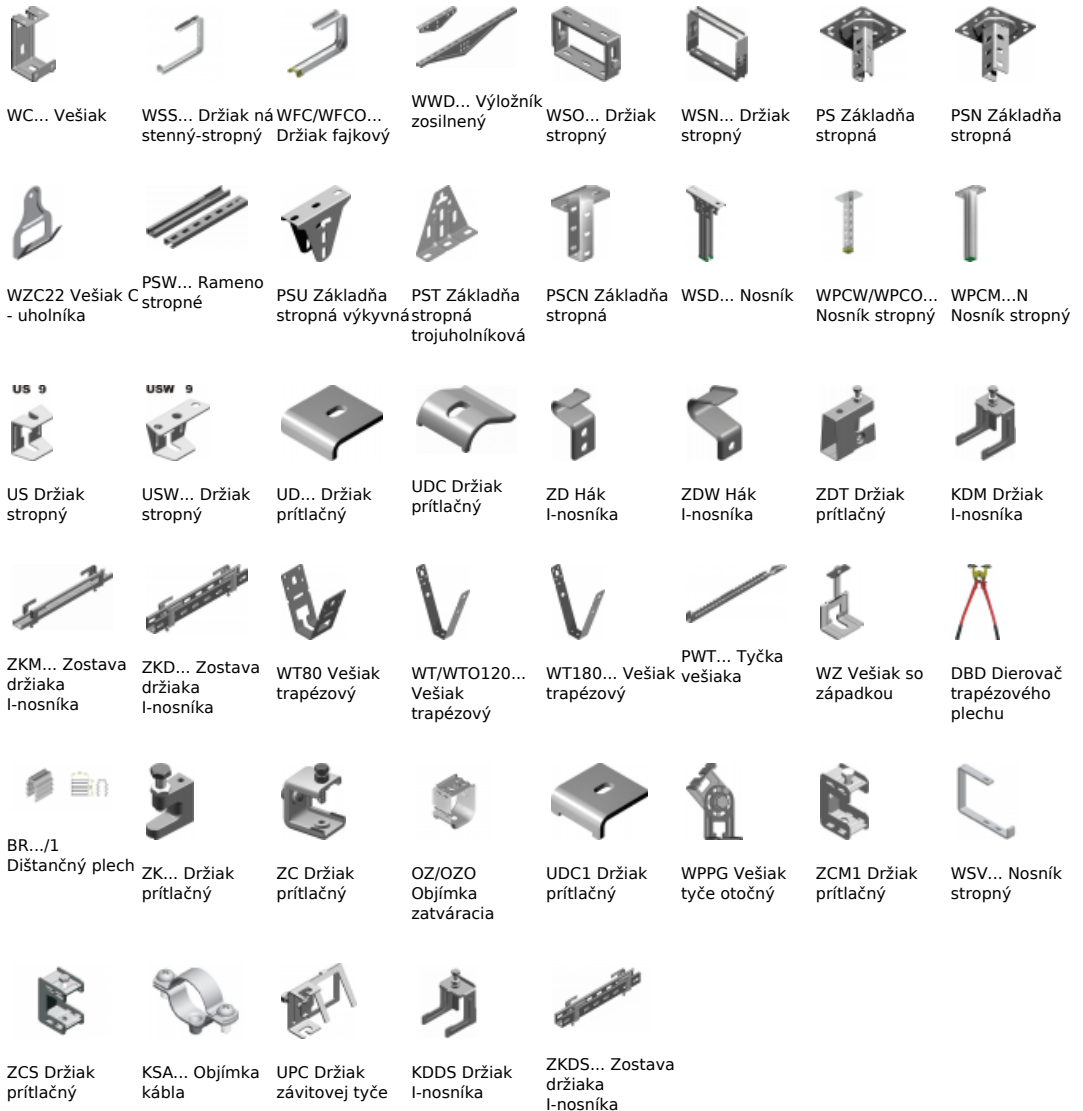 WC... Vešiak
WSS... Držiak ná
stenný-stropný
WFC/WFCO...
Držiak fajkový
WWD... Výložník
zosilnený
WSO... Držiak
stropný
WSN... Držiak
stropný
PS Základňa
stropná
PSN Základňa
stropná
WZC22 Vešiak C
- uholníka
PSW... Rameno
stropné
PSU Základňa
stropná výkyvná
PST Základňa
stropná
trojuholníková
PSCN Základňa
stropná
WSD... Nosník
WPCW/WPCO...
Nosník stropný
WPCM...N
Nosník stropný
US 9
USW 9
US Držiak
stropný
USW... Držiak
stropný
UD... Držiak
prítlačný
UDC Držiak
prítlačný
ZD Hák
I-nosníka
ZDW Hák
I-nosníka
ZDT Držiak
prítlačný
KDM Držiak
I-nosníka
ZKM... Zostava
držiaka
I-nosníka
ZKD... Zostava
držiaka
I-nosníka
WT80 Vešiak
trapézový
WT/WTO120...
Vešiak
trapézový
WT180... Vešiak
trapézový
PWT... Tyčka
vešiaka
WZ Vešiak so
západkou
DBD Dierovač
trapézového
plechu
BR.../1
Dištančný plech
ZK... Držiak
prítlačný
ZC Držiak
prítlačný
OZ/OZO
Objímka
zatváracia
UDC1 Držiak
prítlačný
WPPG Vešiak
tyče otočný
ZCM1 Držiak
prítlačný
WSV... Nosník
stropný
ZCS Držiak
prítlačný
KSA... Objímka
kábla
UPC Držiak
závitovej tyče
KDDS Držiak
I-nosníka
ZKDS... Zostava
držiaka
I-nosníka